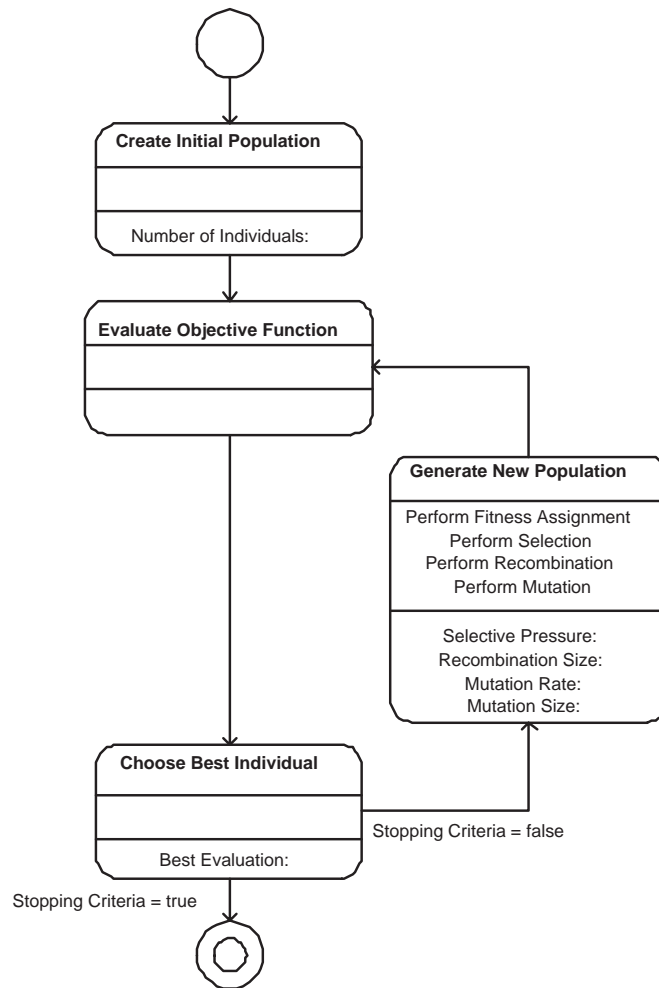 Create Initial Population
Number of Individuals:
Evaluate Objective Function
Generate New Population
Perform Fitness Assignment
Perform Selection
Perform Recombination
Perform Mutation
Selective Pressure:
Recombination Size:
Mutation Rate:
Mutation Size:
Choose Best Individual
Stopping Criteria = false
Best Evaluation:
Stopping Criteria = true